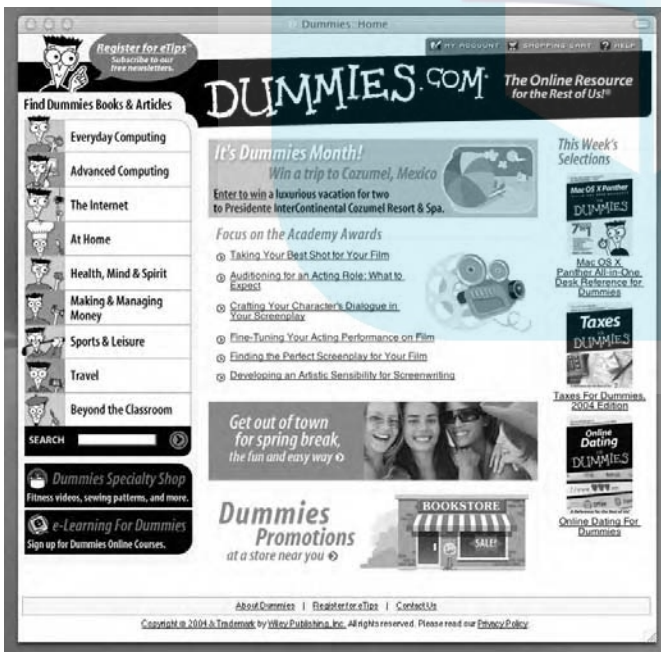 Dummies::Home
Register for eTips™
Subscribe to our
free newsletters.
MY ACCOUNT SHOPPING CART ? HELP
DUMMIES.COM®
The Online Resource
for the Rest of Us!®
Find Dummies Books & Articles
Everyday Computing
Advanced Computing
The Internet
At Home
Health, Mind & Spirit
Making & Managing
Money
Sports & Leisure
Travel
Beyond the Classroom
SEARCH
Dummies Specialty Shop
Fitness videos, sewing patterns, and more.
e-Learning For Dummies
Sign up for Dummies Online Courses.
It's Dummies Month!
Win a trip to Cozumel, Mexico
Enter to win a luxurious vacation for two
to Presidente InterContinental Cozumel Resort & Spa.
Focus on the Academy Awards
Taking Your Best Shot for Your Film
Auditioning for an Acting Role: What to
Expect
Crafting Your Character's Dialogue in
Your Screenplay
Fine-Tuning Your Acting Performance on Film
Finding the Perfect Screenplay for Your Film
Developing an Artistic Sensibility for Screenwriting
Get out of town
for spring break,
the fun and easy way
Dummies
Promotions
at a store near you
BOOKSTORE
SALE!
This Week's
Selections
Mac OS X Panther
DUMMIES
Mac OS X
Panther All-in-One
Desk Reference for
Dummies
Taxes
DUMMIES
Taxes For Dummies,
2004 Edition
Online
Dating
DUMMIES
Online Dating For
Dummies
About Dummies | Register for eTips | Contact Us
Copyright © 2004 & Trademark by Wiley Publishing, Inc. All rights reserved. Please read our Privacy Policy